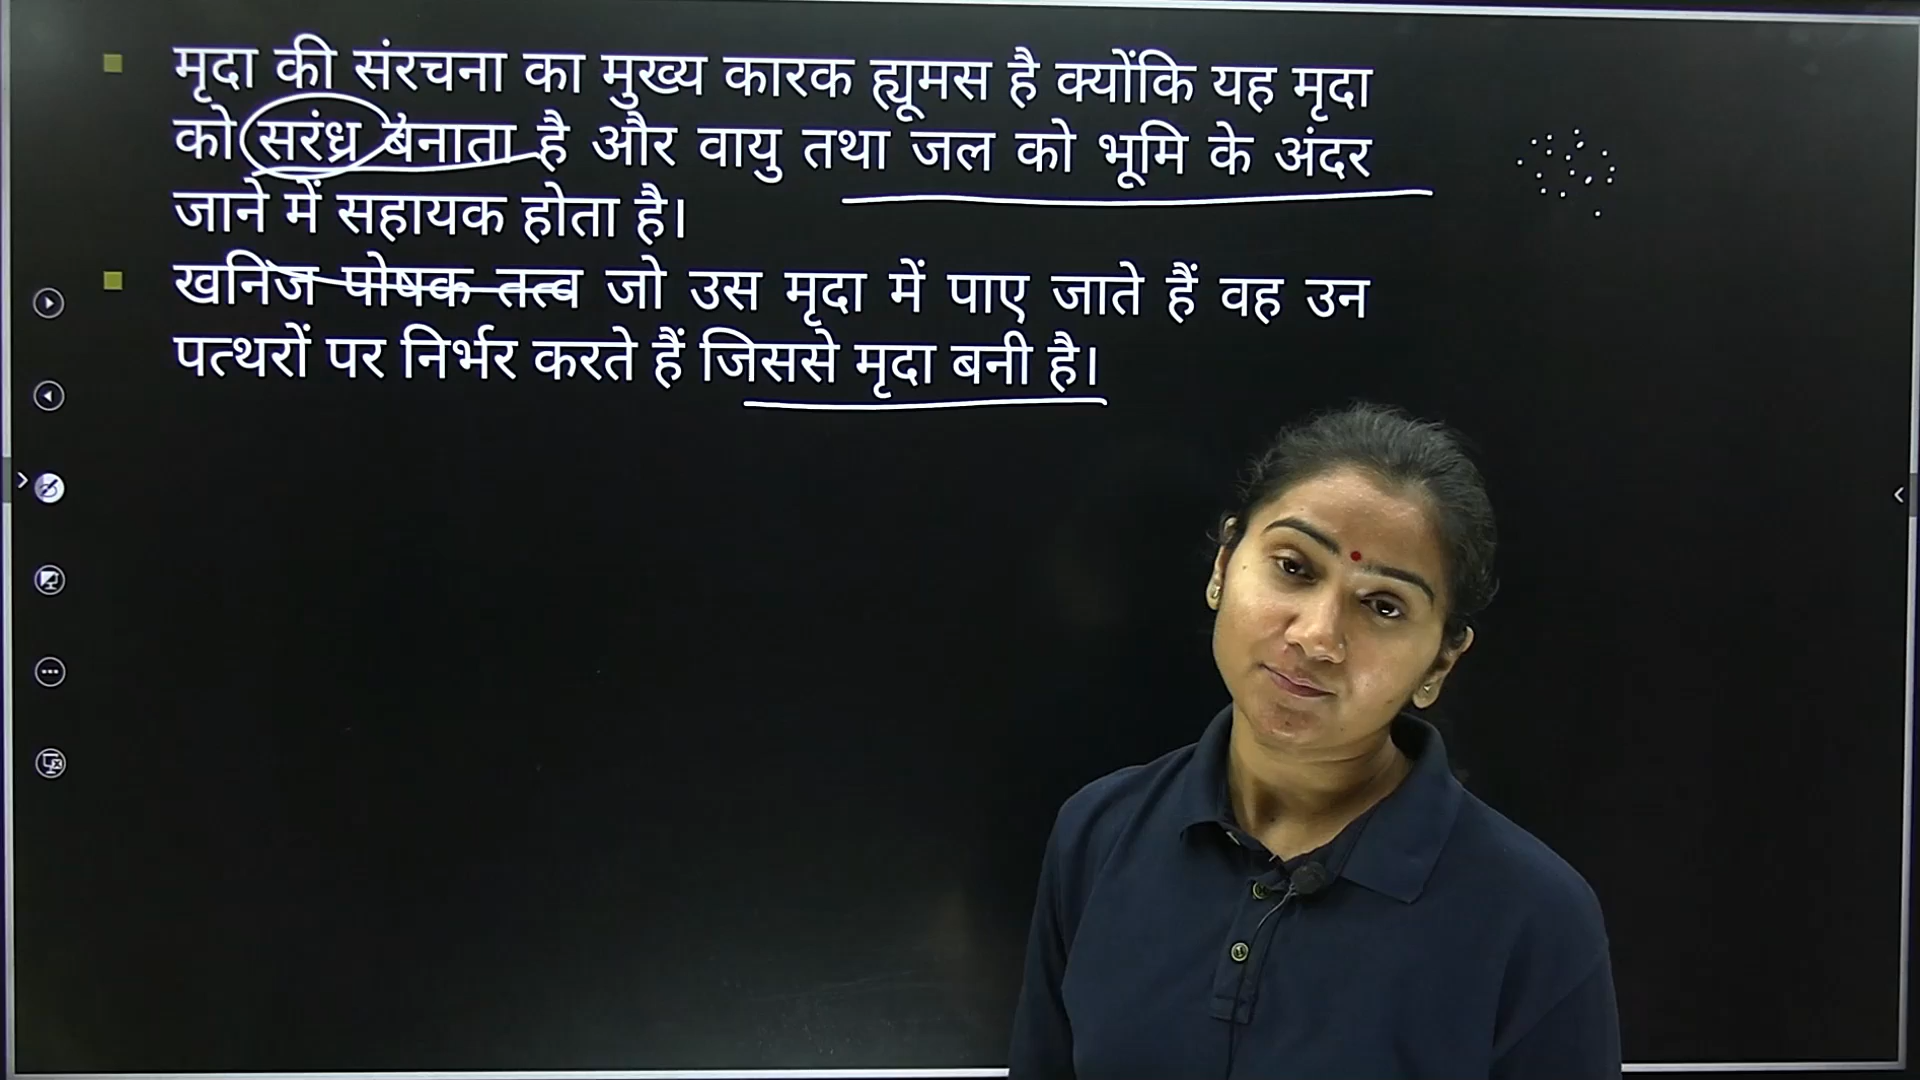 मृदा की संरचना का मुख्य कारक ह्यूमस है क्योंकि यह मृदा
को सरंध्र बनाता है और वायु तथा जल को भूमि के अंदर
जाने में सहायक होता है।
खनिज पोषक तत्व जो उस मृदा में पाए जाते हैं वह उन
पत्थरों पर निर्भर करते हैं जिससे मृदा बनी है।